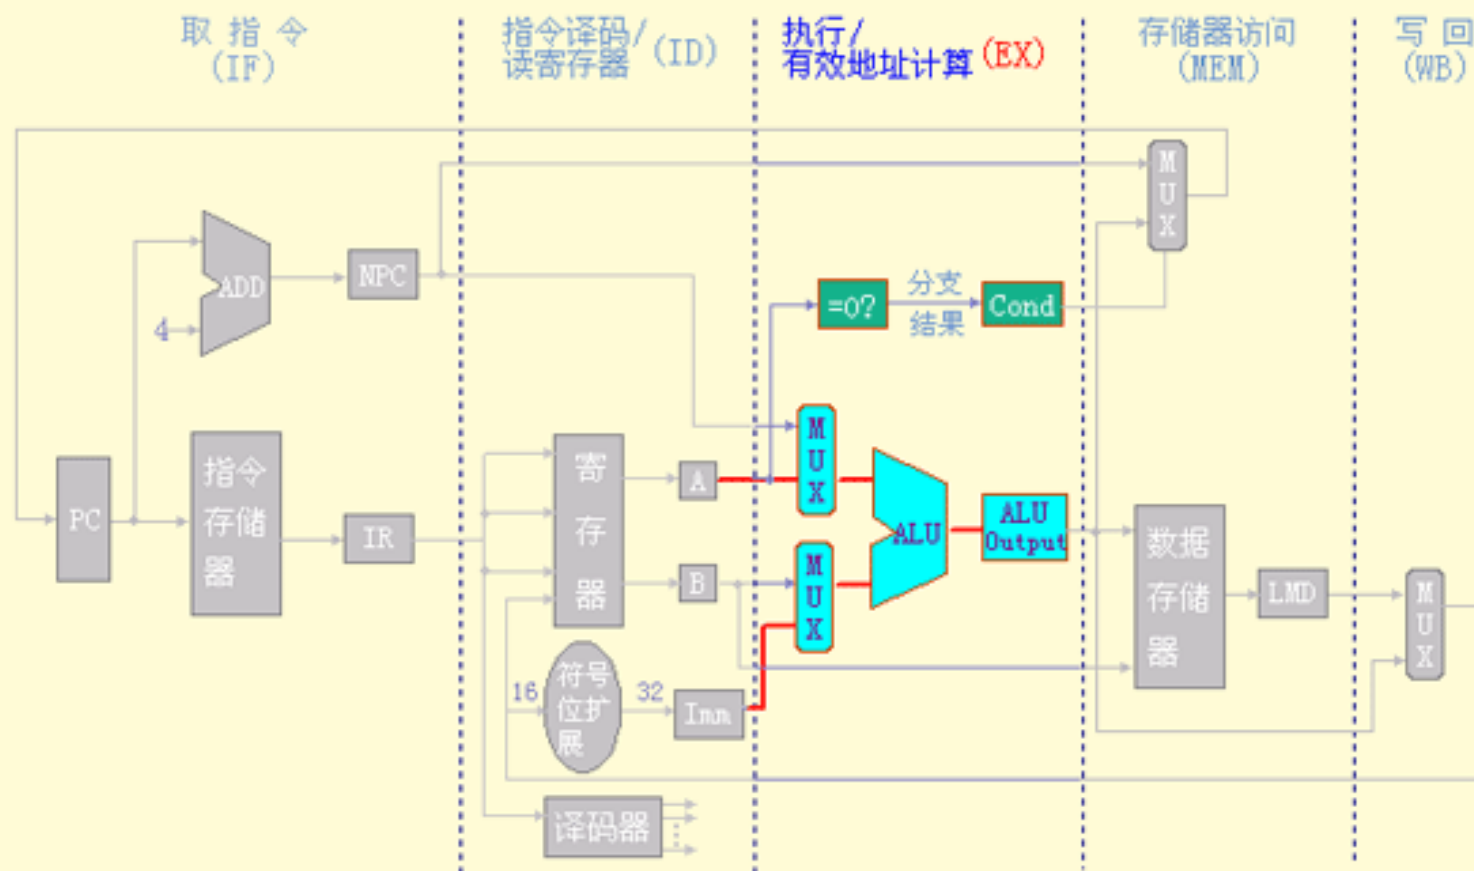 取 指 令
(IF)
指令译码/
读寄存器 (ID)
执行/
有效地址计算 (EX)
存储器访问
(MEM)
写 回
(WB)
M
U
X
ADD
NPC
4
=0?
分支
结果
Cond
M
U
X
PC
指令
存储
器
IR
寄
存
器
A
B
M
U
X
ALU
ALU
Output
数据
存储
器
LMD
M
U
X
16
符号
位扩
展
32
Imm
译码器